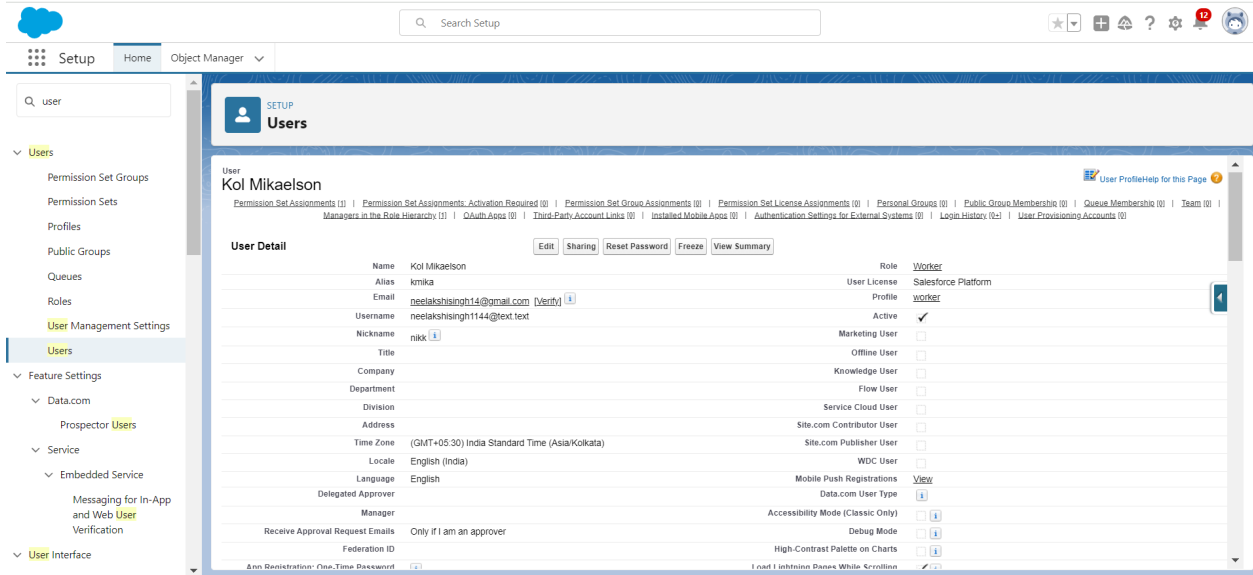 Search Setup
12
Setup
Home
Object Manager
user
Users
Permission Set Groups
Permission Sets
Profiles
Public Groups
Queues
Roles
User Management Settings
Users
Feature Settings
Data.com
Prospector Users
Service
Embedded Service
Messaging for In-App
and Web User
Verification
User Interface
SETUP
Users
User
Kol Mikaelson
User Profile Help for this Page
Permission Set Assignments [1] | Permission Set Assignments: Activation Required [0] | Permission Set Group Assignments [0] | Permission Set License Assignments [0] | Personal Groups [0] | Public Group Membership [0] | Queue Membership [0] | Team [0] |
Managers in the Role Hierarchy [1] | OAuth Apps [0] | Third-Party Account Links [0] | Installed Mobile Apps [0] | Authentication Settings for External Systems [0] | Login History [0+] | User Provisioning Accounts [0]
User Detail Edit Sharing Reset Password Freeze View Summary
Name Kol Mikaelson Role Worker
Alias kmika User License Salesforce Platform
Email neelakshisingh14@gmail.com [Verify] Profile worker
Username neelakshisingh1144@text.text Active
Nickname nikk Marketing User
Title Offline User
Company Knowledge User
Department Flow User
Division Service Cloud User
Address Site.com Contributor User
Time Zone (GMT+05:30) India Standard Time (Asia/Kolkata) Site.com Publisher User
Locale English (India) WDC User
Language English Mobile Push Registrations View
Delegated Approver Data.com User Type
Manager Accessibility Mode (Classic Only)
Receive Approval Request Emails Only if I am an approver Debug Mode
Federation ID High-Contrast Palette on Charts
App Registration: One-Time Password Load Lightning Pages While Scrolling